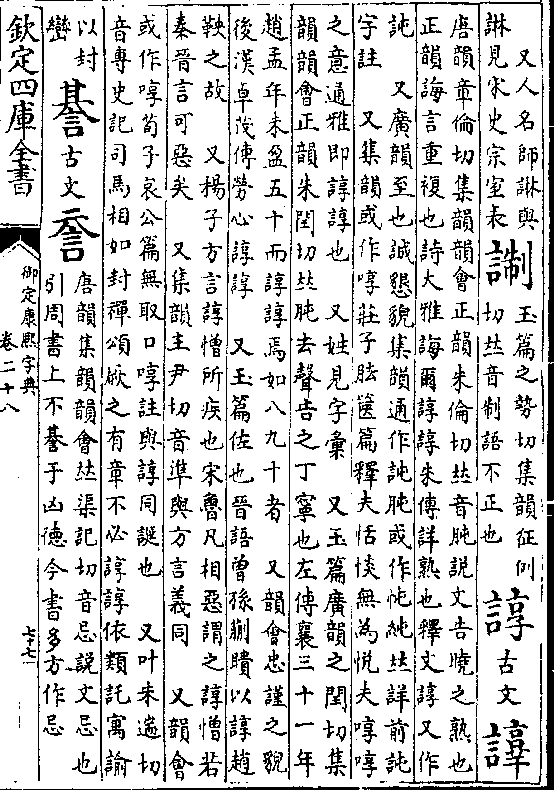 又人名師諃與
諃見宋史宗室表
玉篇之勢切集韻征例
切𠀤音制語不正也
諄
古文
唐韻章倫切集韻韻會正韻朱倫切𠀤音肫說文告曉之熟也
正韻誨言重複也詩大雅誨爾諄諄朱傳詳熟也釋文諄又作
訰 又廣韻至也誠懇貌集韻通作訰肫或作忳純𠀤詳前訰
字註 又集韻或作啍莊子胠篋篇釋夫恬惔無為悅夫啍啍
之意通雅即諄諄也 又姓見字彙 又玉篇廣韻之閏切集
韻韻會正韻朱閏切𠀤肫去聲告之丁寧也左傳襄三十一年
趙孟年未盈五十而諄諄焉如八九十者 又韻會忠謹之貌
後漢卓茂傳勞心諄諄 又玉篇佐也晉語曾孫蒯聵以諄趙
鞅之故 又楊子方言諄憎所疾也宋魯凡相惡謂之諄憎若
秦晉言可惡矣 又集韻主尹切音準與方言義同 又韻會
或作啍荀子哀公篇無取口啍註與諄同誕也 又叶朱遄切
音專史記司馬相如封禪頌厥之有章不必諄諄依類託寓諭
以封
巒
諅
古文
唐韻集韻韻會𠀤渠記切音忌說文忌也
引周書上不諅于凶德今書多方作忌
欽定四庫全書
御定康熙字典
卷二十八
七十七